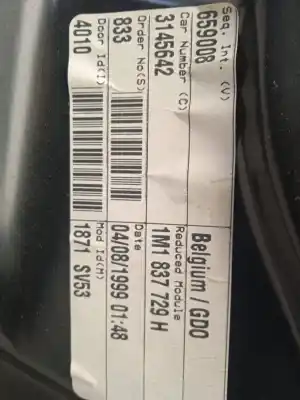 Seq. Int. (V)
659008
Belgium / GDO
Car Number (C)
3145642
Reduced Module
1M1 837 729 H
Order No(S)
833
Date
04/08/1999 01:48
Door Id(I)
4010
Mod Id(M)
1871 SV53